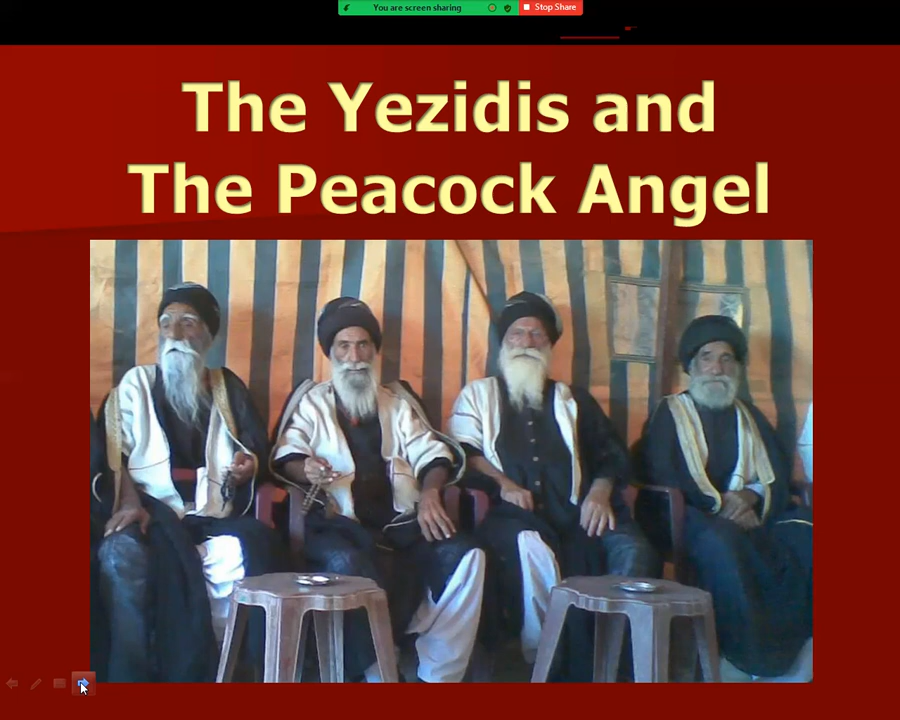 You are screen sharing
Stop Share
The Yezidis and
The Peacock Angel